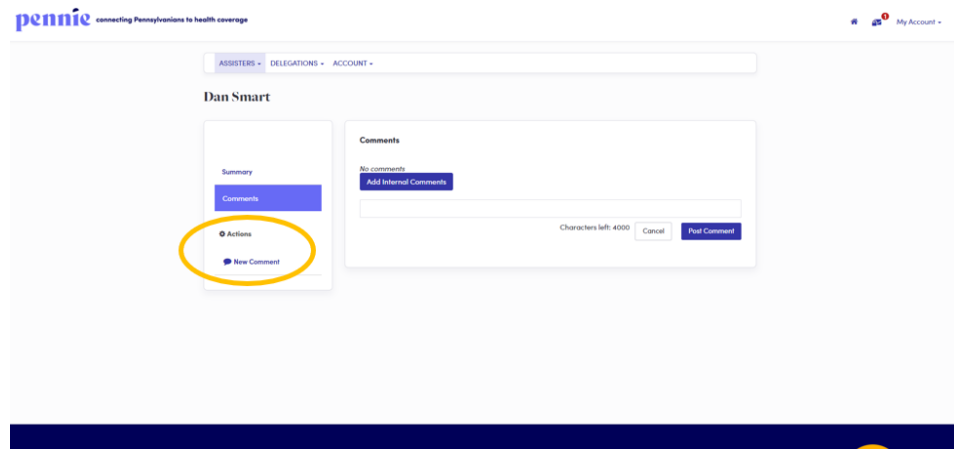 pennie connecting Pennsylvanians to health coverage
1 My Account
ASSISTERS DELEGATIONS ACCOUNT
Dan Smart
Summary
Comments
Actions
New Comment
Comments
No comments
Add Internal Comments
Characters left: 4000 Cancel Post Comment